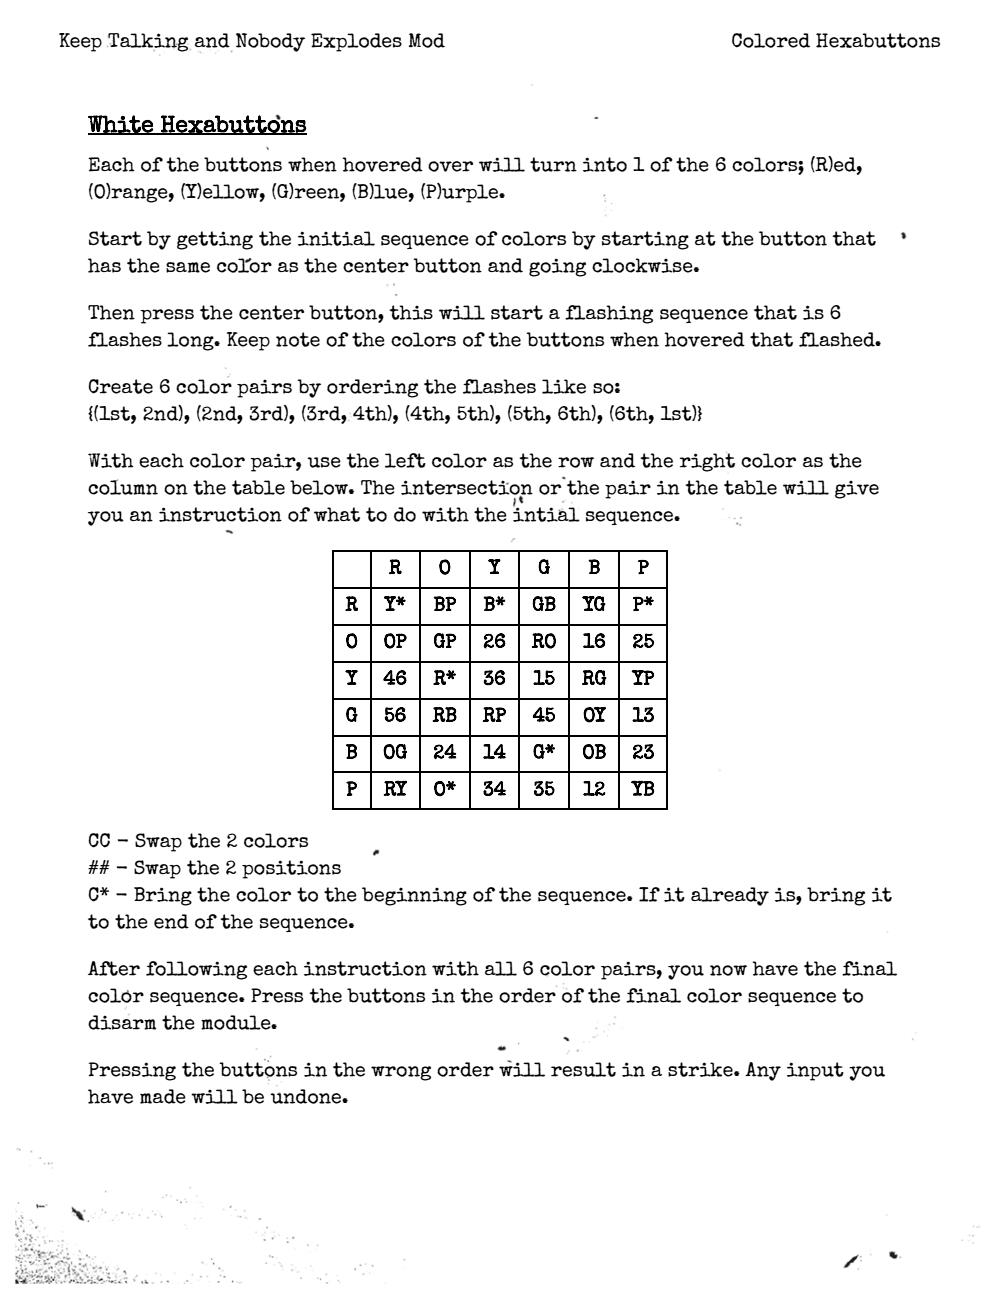 Keep Talking and Nobody Explodes Mod Colored Hexabuttons
White Hexabuttons
Each of the buttons when hovered over will turn into 1 of the 6 colors; (R)ed,
(O)range, (Y)ellow, (G)reen, (B)lue, (P)urple.
Start by getting the initial sequence of colors by starting at the button that
has the same color as the center button and going clockwise.
Then press the center button, this will start a flashing sequence that is 6
flashes long. Keep note of the colors of the buttons when hovered that flashed.
Create 6 color pairs by ordering the flashes like so:
{(1st, 2nd), (2nd, 3rd), (3rd, 4th), (4th, 5th), (5th, 6th), (6th, 1st)}
With each color pair, use the left color as the row and the right color as the
column on the table below. The intersection or the pair in the table will give
you an instruction of what to do with the intial sequence.
R O Y G B P
R Y* BP B* GB YG P*
O OP GP 26 RO 16 25
Y 46 R* 36 15 RG YP
G 56 RB RP 45 OY 13
B OG 24 14 G* OB 23
P RY O* 34 35 12 YB
CC - Swap the 2 colors
## - Swap the 2 positions
C* - Bring the color to the beginning of the sequence. If it already is, bring it
to the end of the sequence.
After following each instruction with all 6 color pairs, you now have the final
color sequence. Press the buttons in the order of the final color sequence to
disarm the module.
Pressing the buttons in the wrong order will result in a strike. Any input you
have made will be undone.